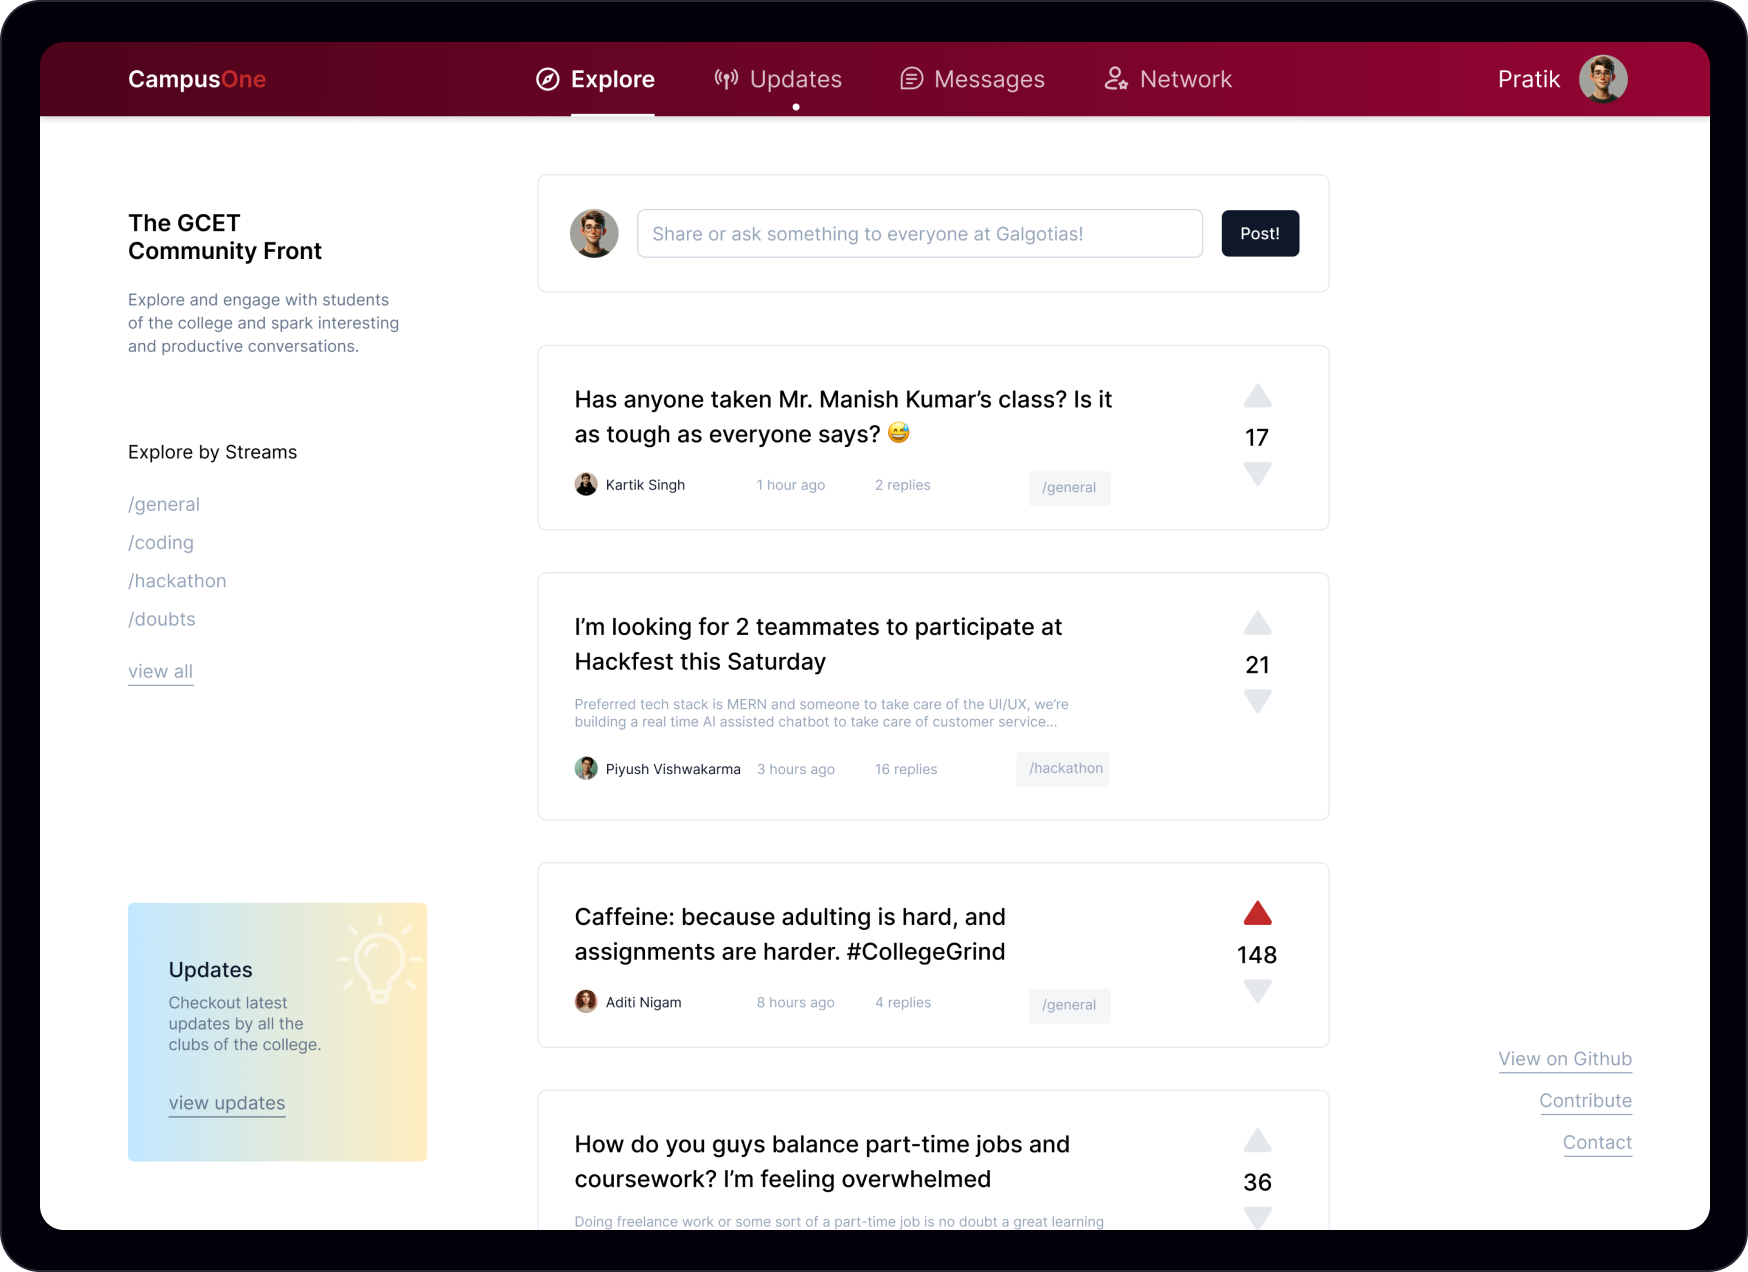 CampusOne
Explore
Updates
Messages
Network
Pratik
The GCET
Community Front
Explore and engage with students
of the college and spark interesting
and productive conversations.
Explore by Streams
/general
/coding
/hackathon
/doubts
view all
Updates
Checkout latest
updates by all the
clubs of the college.
view updates
Share or ask something to everyone at Galgotias!
Post!
Has anyone taken Mr. Manish Kumar’s class? Is it
as tough as everyone says? 😅
17
Kartik Singh
1 hour ago
2 replies
/general
I’m looking for 2 teammates to participate at
Hackfest this Saturday
21
Preferred tech stack is MERN and someone to take care of the UI/UX, we’re
building a real time AI assisted chatbot to take care of customer service...
Piyush Vishwakarma
3 hours ago
16 replies
/hackathon
Caffeine: because adulting is hard, and
assignments are harder. #CollegeGrind
148
Aditi Nigam
8 hours ago
4 replies
/general
How do you guys balance part-time jobs and
coursework? I’m feeling overwhelmed
36
Doing freelance work or some sort of a part-time job is no doubt a great learning
View on Github
Contribute
Contact